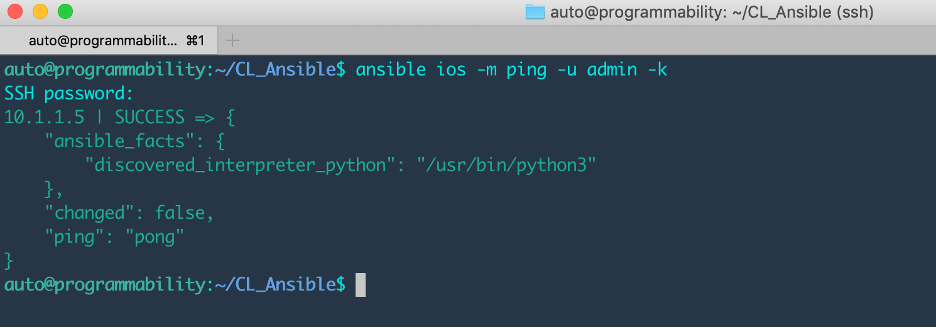 auto@programmability: ~/CL_Ansible (ssh)
auto@programmabilit... ⌘1
auto@programmability:~/CL_Ansible$ ansible ios -m ping -u admin -k
SSH password:
10.1.1.5 | SUCCESS => {
    "ansible_facts": {
        "discovered_interpreter_python": "/usr/bin/python3"
    },
    "changed": false,
    "ping": "pong"
}
auto@programmability:~/CL_Ansible$